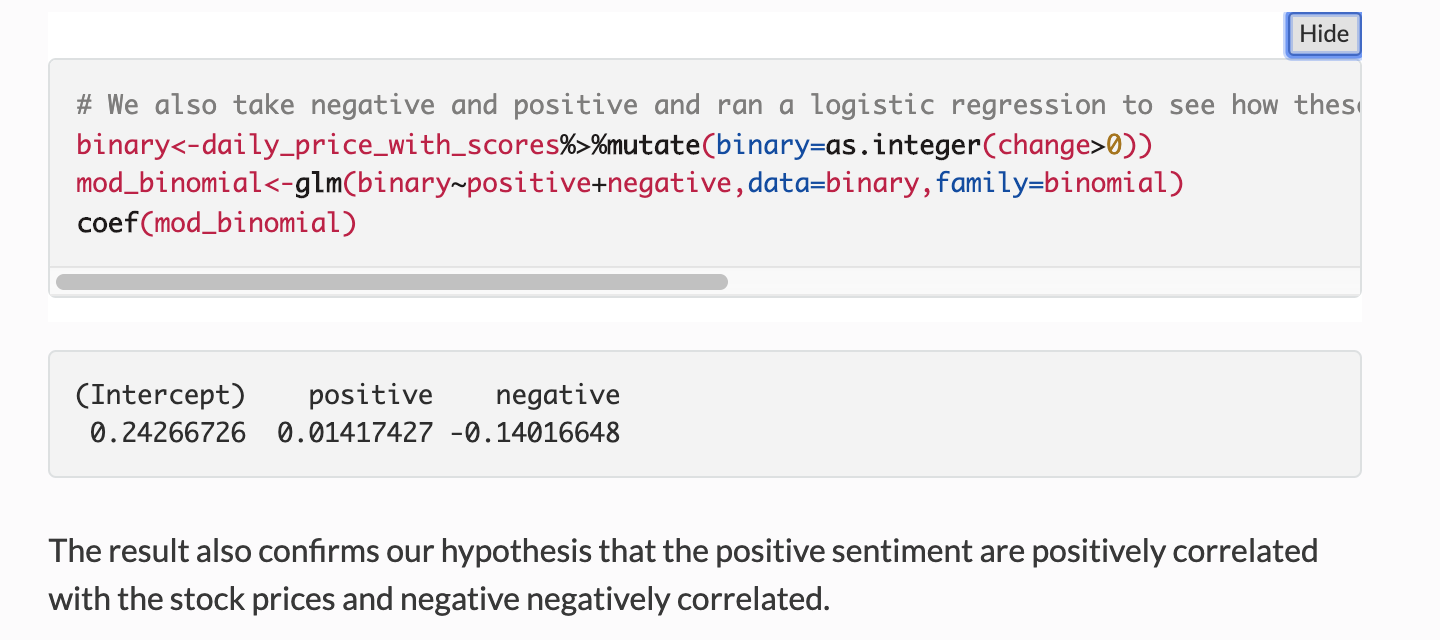 Hide
# We also take negative and positive and ran a logistic regression to see how these
binary<-daily_price_with_scores%>%mutate(binary=as.integer(change>0))
mod_binomial<-glm(binary~positive+negative,data=binary,family=binomial)
coef(mod_binomial)
(Intercept)    positive    negative
 0.24266726  0.01417427 -0.14016648
The result also confirms our hypothesis that the positive sentiment are positively correlated
with the stock prices and negative negatively correlated.